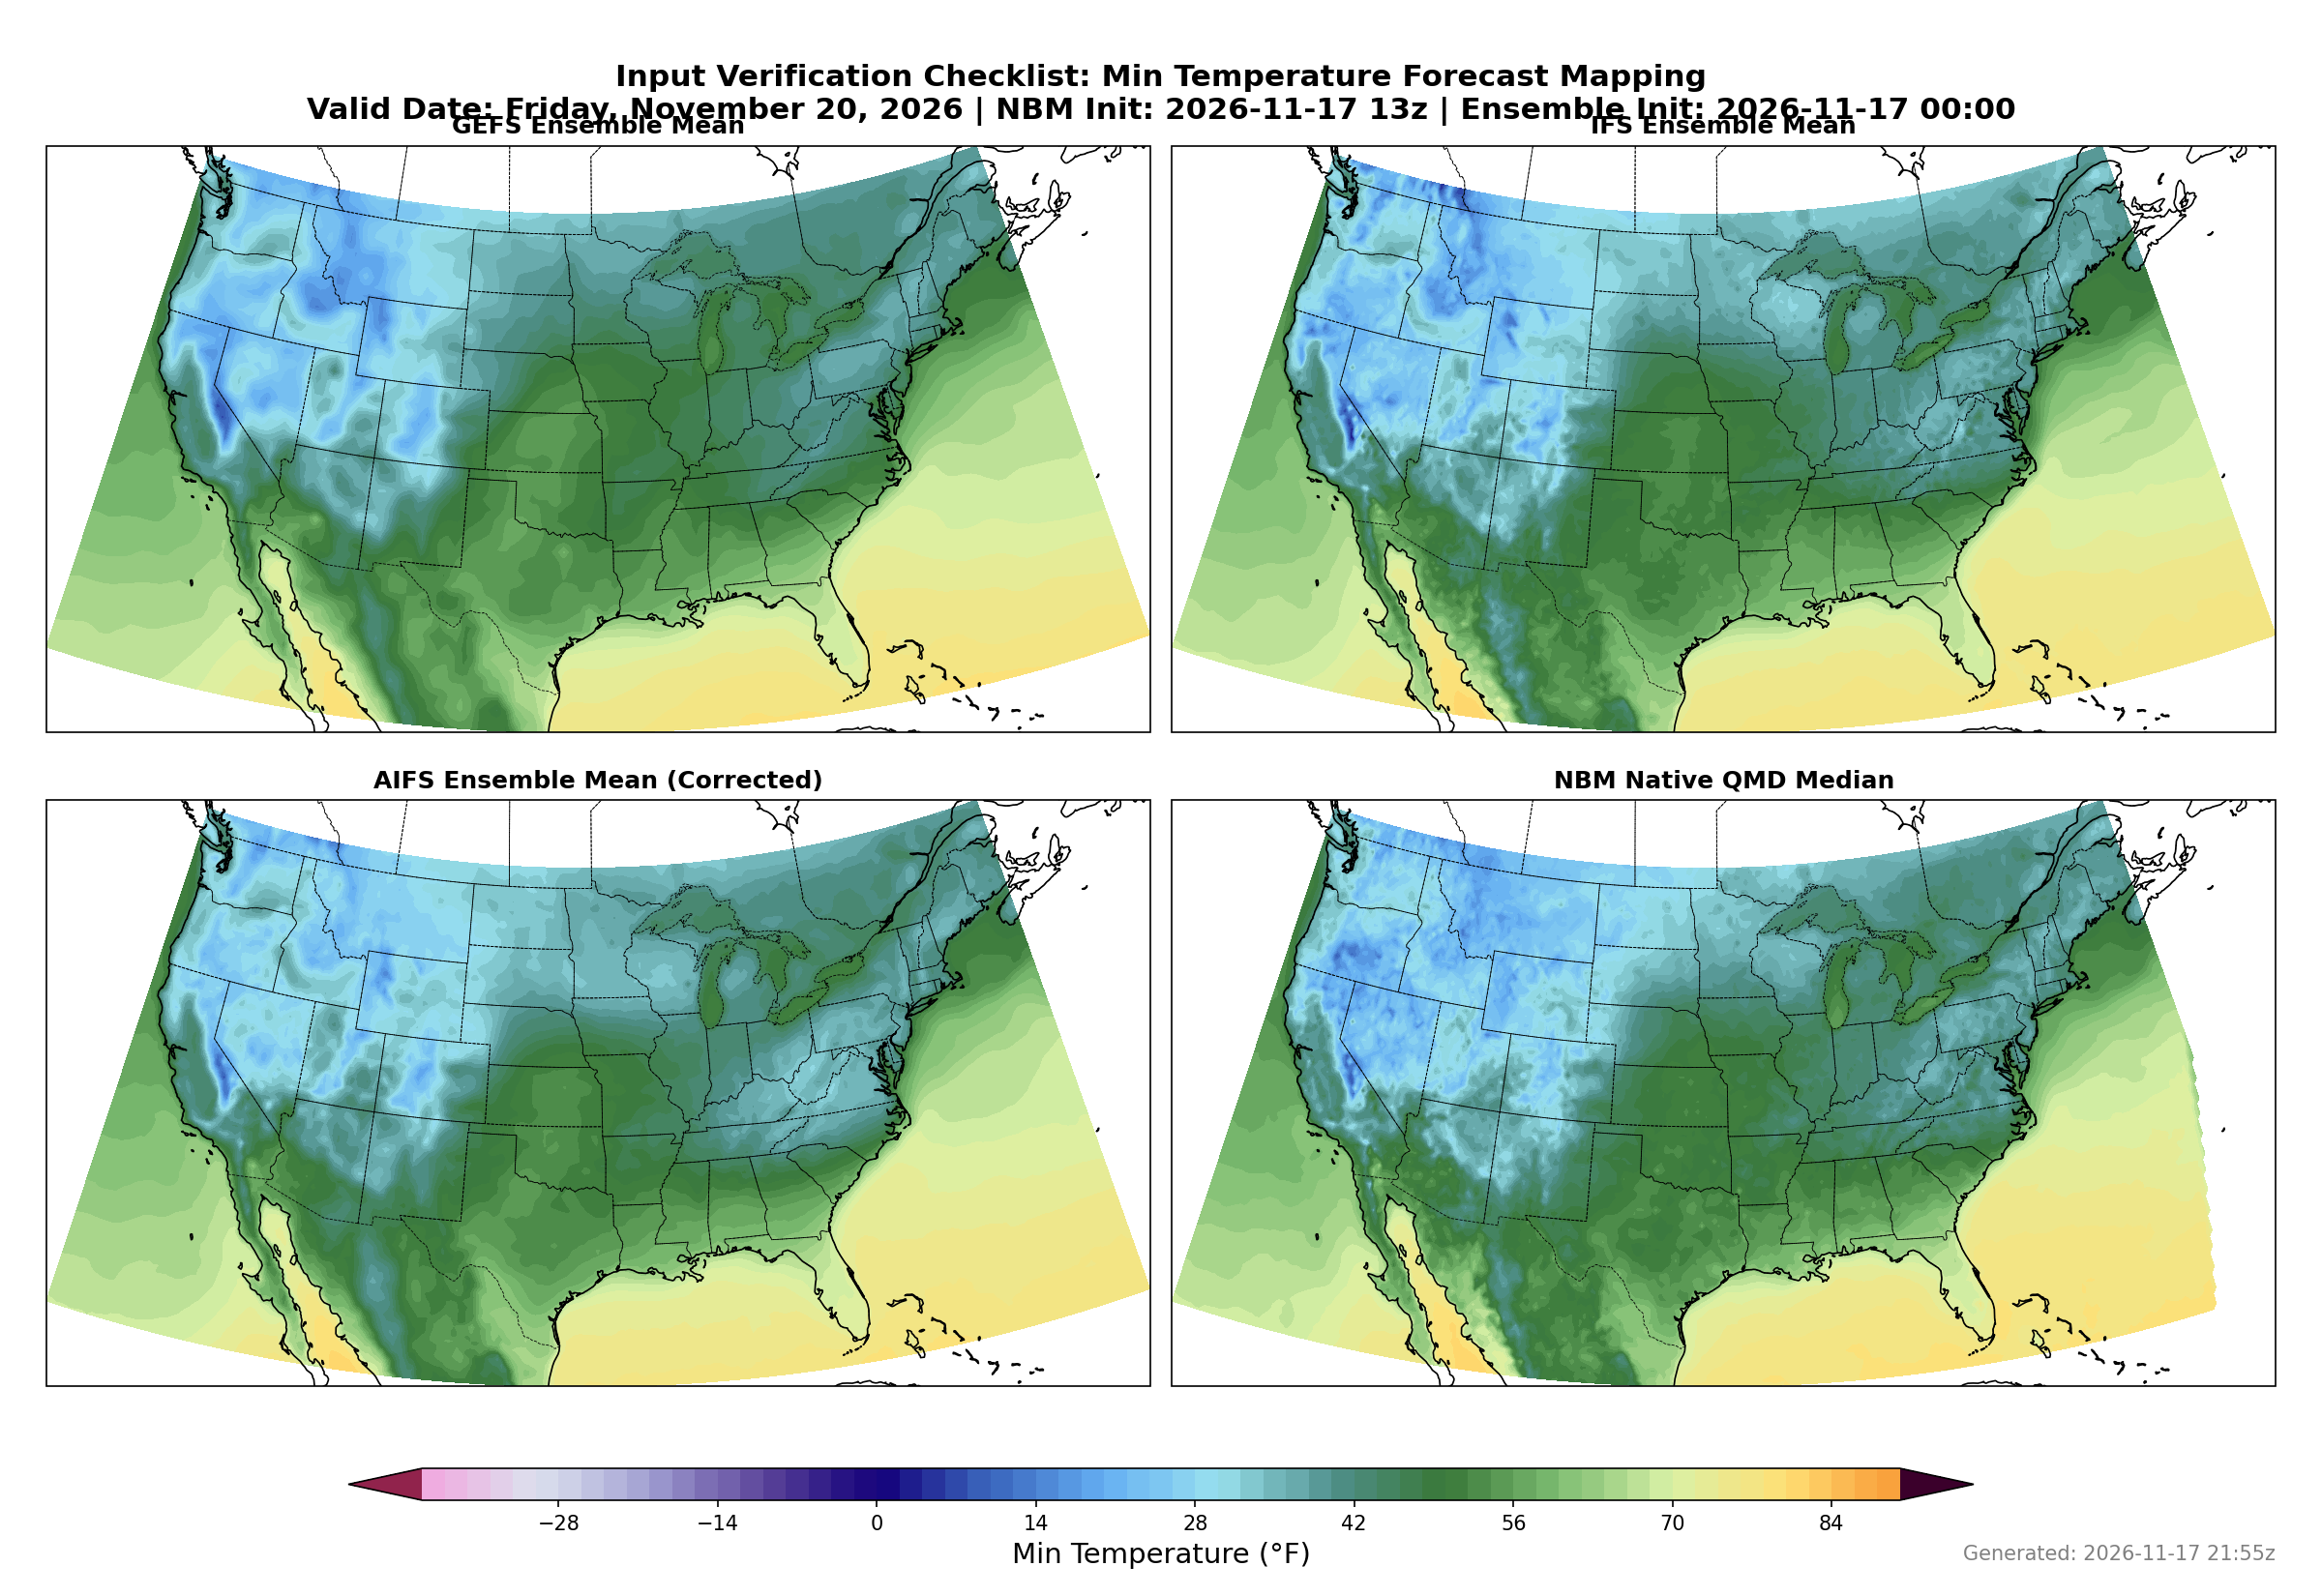 Input Verification Checklist: Min Temperature Forecast Mapping
Valid Date: Friday, November 20, 2026 | NBM Init: 2026-11-17 13z | Ensemble Init: 2026-11-17 00:00
GEFS Ensemble Mean
IFS Ensemble Mean
AIFS Ensemble Mean (Corrected)
NBM Native QMD Median
−28 −14 0 14 28 42 56 70 84
Min Temperature (°F)
Generated: 2026-11-17 21:55z